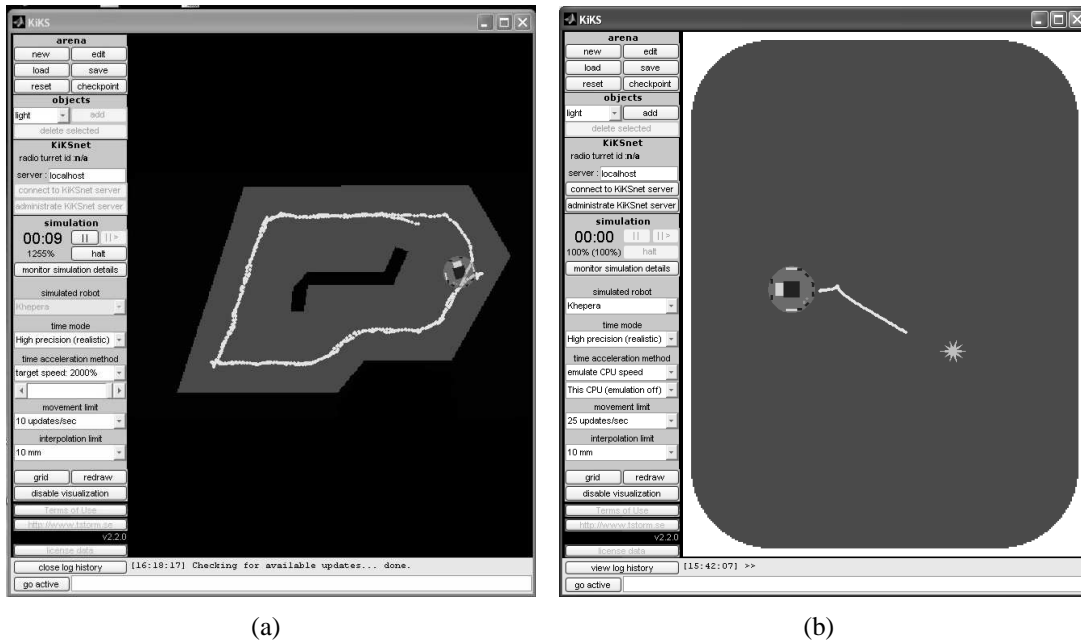 KiKS
arena
new edit
load save
reset checkpoint
objects
light add
delete selected
KiKSnet
radio turret id :n/a
server : localhost
connect to KiKSnet server
administrate KiKSnet server
simulation
00:09 || ||>
1255% halt
monitor simulation details
simulated robot
Khepera
time mode
High precision (realistic)
time acceleration method
target speed: 2000%
movement limit
10 updates/sec
interpolation limit
10 mm
grid redraw
disable visualization
Terms of Use
http://www.tstorm.se
v2.2.0
license data
close log history [16:18:17] Checking for available updates... done.
go active
(a)
KiKS
arena
new edit
load save
reset checkpoint
objects
light add
delete selected
KiKSnet
radio turret id :n/a
server : localhost
connect to KiKSnet server
administrate KiKSnet server
simulation
00:00 || ||>
100% (100%) halt
monitor simulation details
simulated robot
Khepera
time mode
High precision (realistic)
time acceleration method
emulate CPU speed
This CPU (emulation off)
movement limit
25 updates/sec
interpolation limit
10 mm
grid redraw
disable visualization
Terms of Use
http://www.tstorm.se
v2.2.0
license data
view log history [15:42:07] >>
go active
(b)